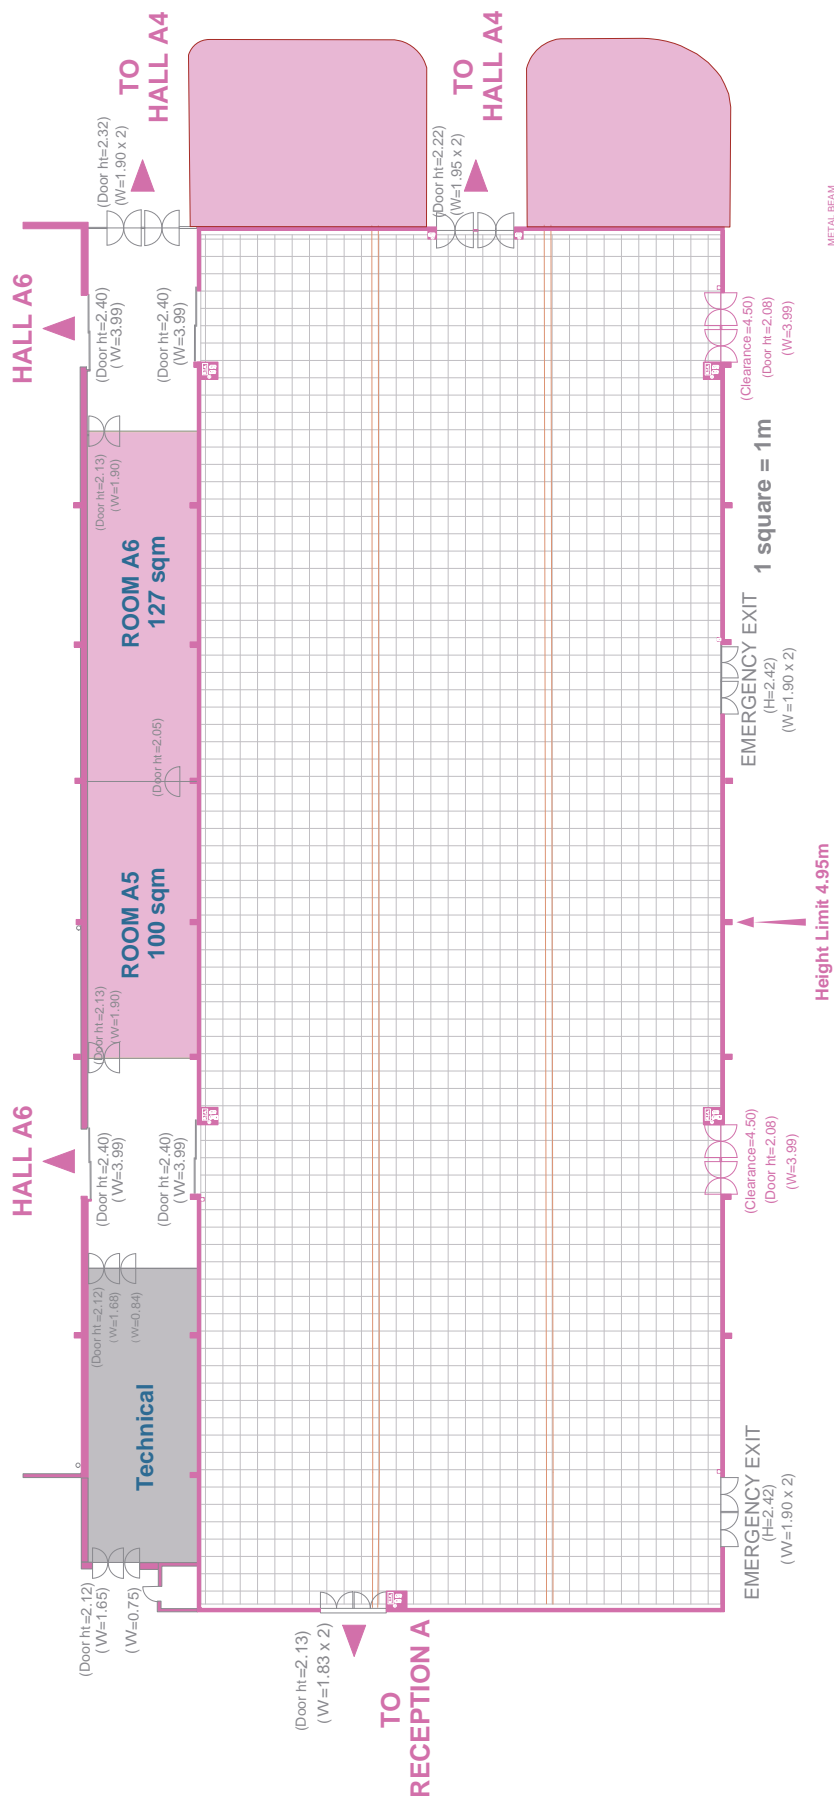 TO
HALL A4
TO
HALL A4
(Door ht=2.32)
(W=1.90 x 2)
(Door ht=2.22)
(W=1.95 x 2)
METAL BEAM
HALL A6
(Door ht=2.40)
(W=3.99)
(Door ht=2.40)
(W=3.99)
(Clearance=4.50)
(Door ht=2.08)
(W=3.99)
(Door ht=2.13)
(W=1.90)
1 square = 1m
ROOM A6
127 sqm
EMERGENCY EXIT
(H=2.42)
(W=1.90 x 2)
(Door ht=2.05)
ROOM A5
100 sqm
Height Limit 4.95m
(Door ht=2.13)
(W=1.90)
HALL A6
(Door ht=2.40)
(W=3.99)
(Door ht=2.40)
(W=3.99)
(Clearance=4.50)
(Door ht=2.08)
(W=3.99)
(Door ht=2.12)
(W=1.68)
(W=0.84)
Technical
EMERGENCY EXIT
(H=2.42)
(W=1.90 x 2)
(Door ht=2.12)
(W=1.65)
(W=0.75)
(Door ht=2.13)
(W=1.83 x 2)
TO
RECEPTION A